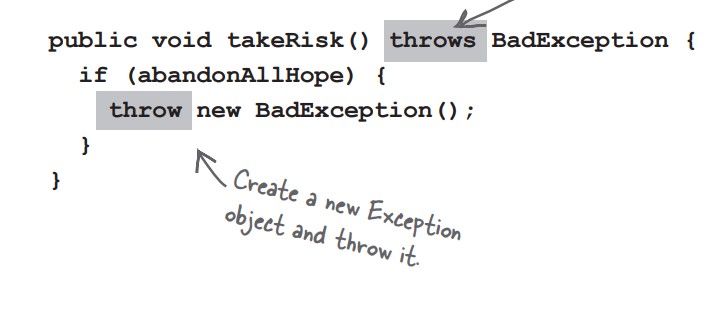 public void takeRisk() throws BadException {
if (abandonAllHope) {
throw new BadException();
}
}
Create a new Exception
object and throw it.